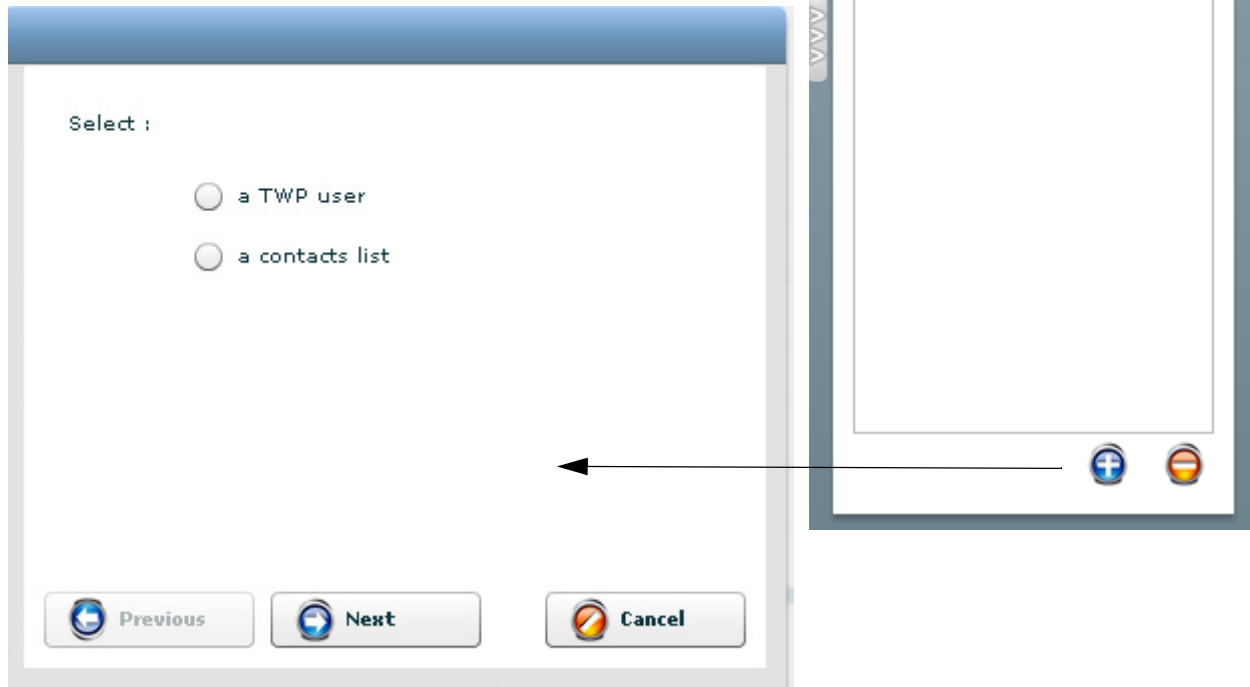 Select :
a TWP user
a contacts list
Previous
Next
Cancel